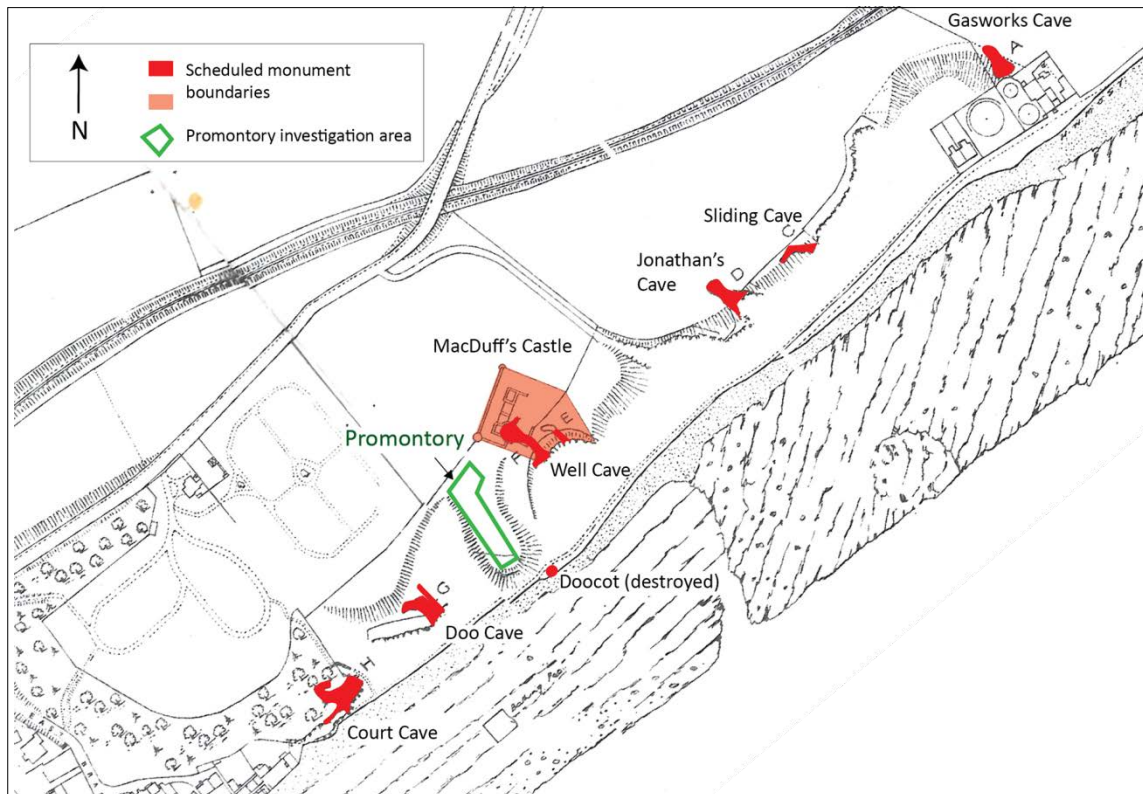 Gasworks Cave
A
Scheduled monument
boundaries
N
Promontory investigation area
Sliding Cave
C
Jonathan's
Cave
D
MacDuff's Castle
E
Promontory
F
Well Cave
Doocot (destroyed)
G
Doo Cave
H
Court Cave